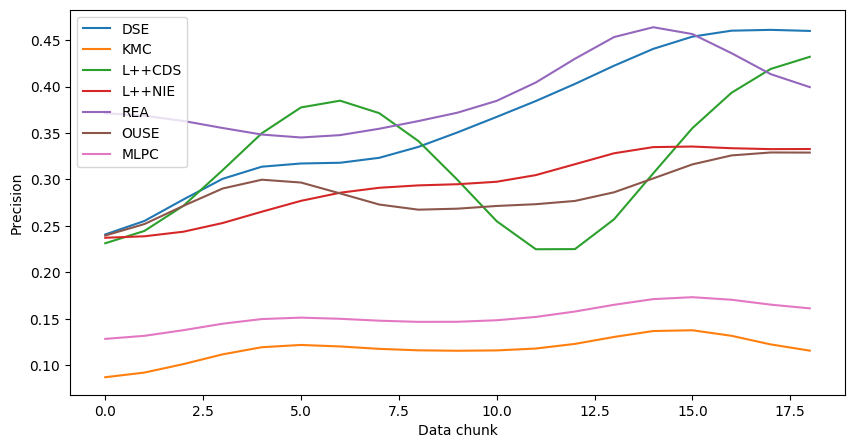 DSE
KMC
L++CDS
L++NIE
REA
OUSE
MLPC
Precision
0.45
0.40
0.35
0.30
0.25
0.20
0.15
0.10
0.0 2.5 5.0 7.5 10.0 12.5 15.0 17.5
Data chunk